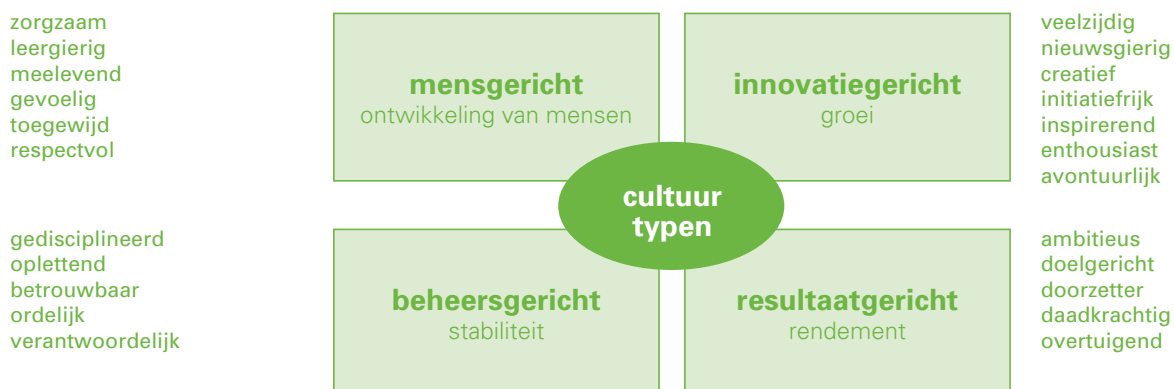 zorgzaam
leergierig
meelevend
gevoelig
toegewijd
respectvol
mensgericht
ontwikkeling van mensen
innovatiegericht
groei
veelzijdig
nieuwsgierig
creatief
initiatiefrijk
inspirerend
enthousiast
avontuurlijk
cultuur
typen
gedisciplineerd
oplettend
betrouwbaar
ordelijk
verantwoordelijk
beheersgericht
stabiliteit
resultaatgericht
rendement
ambitieus
doelgericht
doorzetter
daadkrachtig
overtuigend